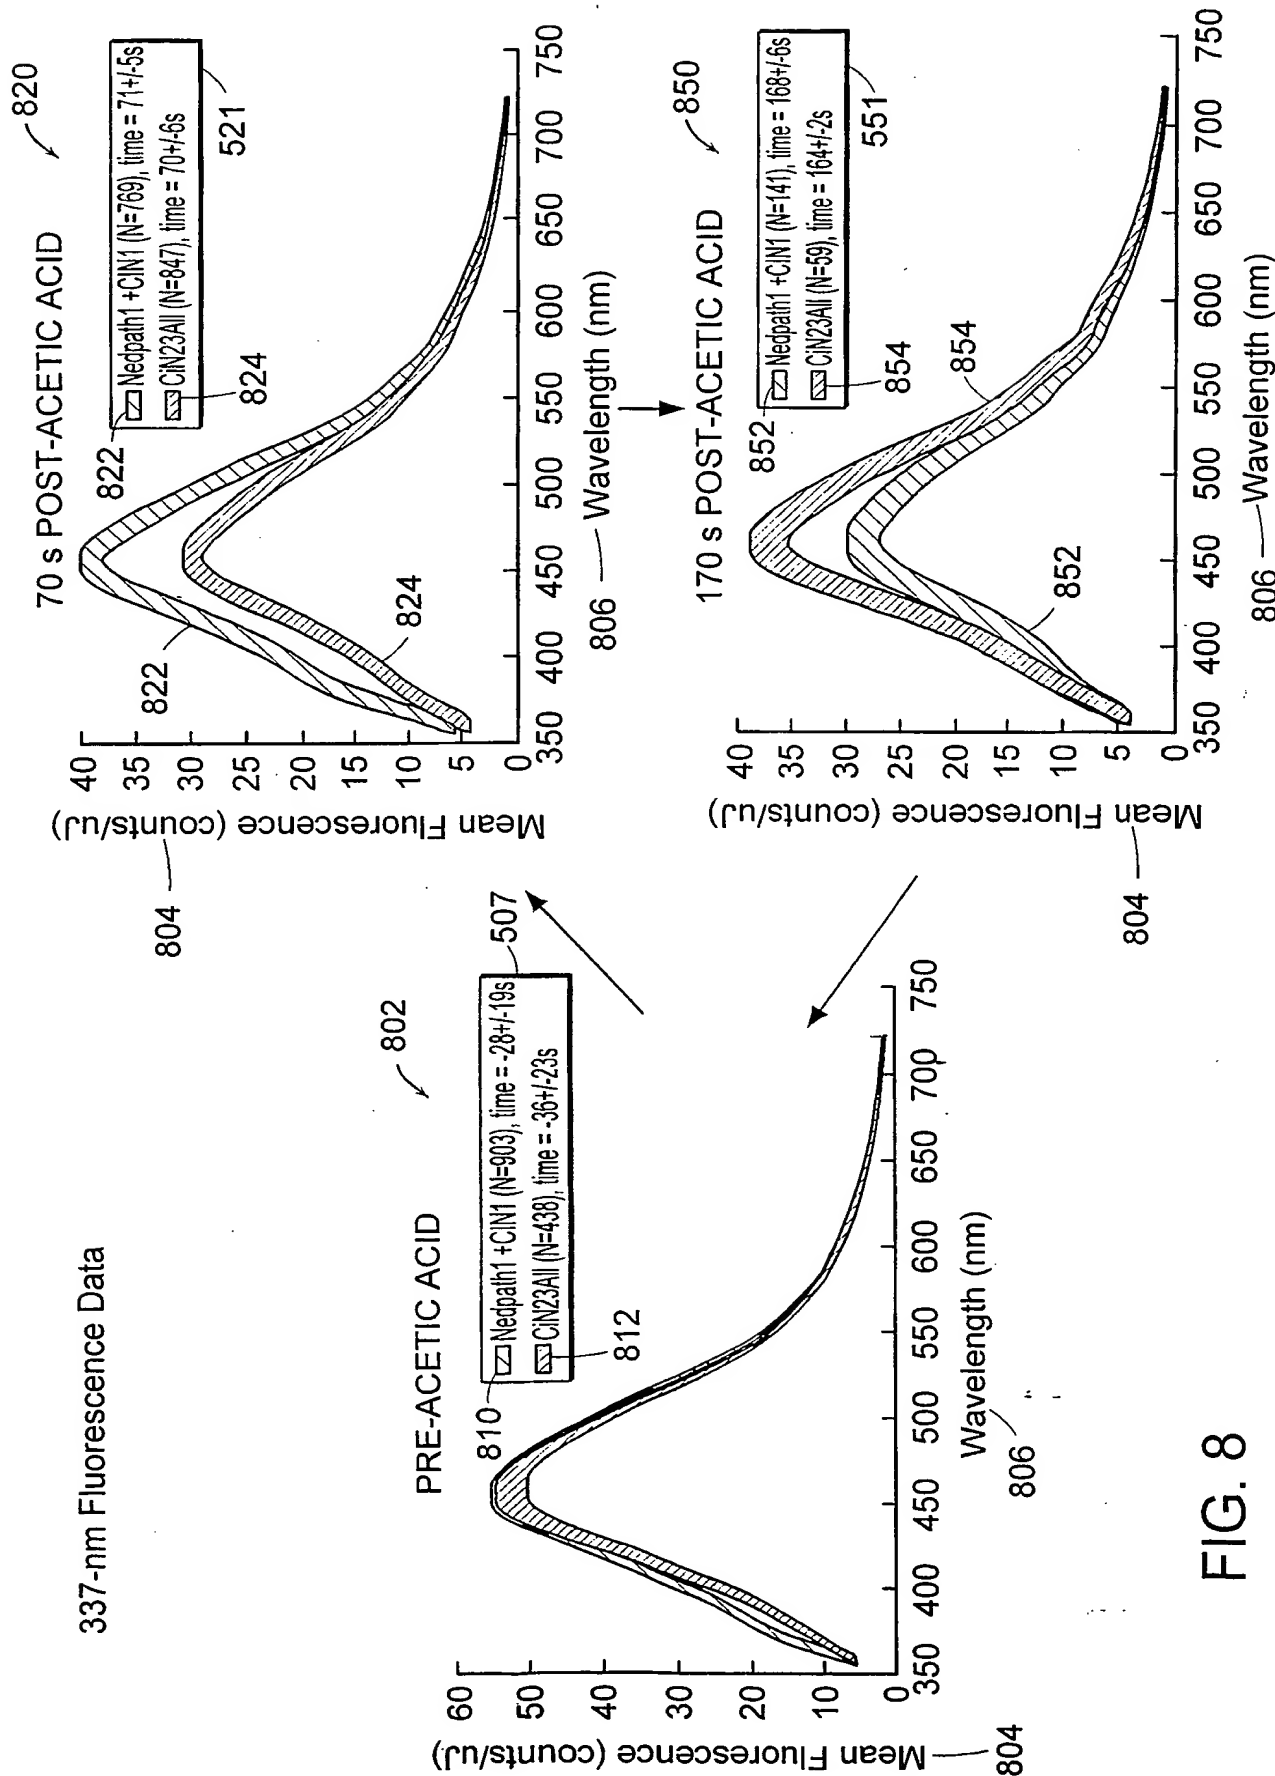 337-nm Fluorescence Data
PRE-ACETIC ACID
802
810
Nedpath1 +CIN1 (N=903), time = -28+/-19s
CIN23All (N=438), time = -36+/-23s
812
507
60
50
40
30
20
10
0
Mean Fluorescence (counts/uJ)
804
350 400 450 500 550 600 650 700 750
Wavelength (nm)
806
70 s POST-ACETIC ACID
820
822
Nedpath1 +CIN1 (N=769), time = 71+/-5s
CIN23All (N=847), time = 70+/-6s
824
521
822
824
40
35
30
25
20
15
10
5
0
Mean Fluorescence (counts/uJ)
804
350 400 450 500 550 600 650 700 750
806 Wavelength (nm)
170 s POST-ACETIC ACID
850
852
Nedpath1 +CIN1 (N=141), time = 168+/-6s
CIN23All (N=59), time = 164+/-2s
854
551
854
852
40
35
30
25
20
15
10
5
0
Mean Fluorescence (counts/uJ)
804
350 400 450 500 550 600 650 700 750
806 Wavelength (nm)
FIG. 8